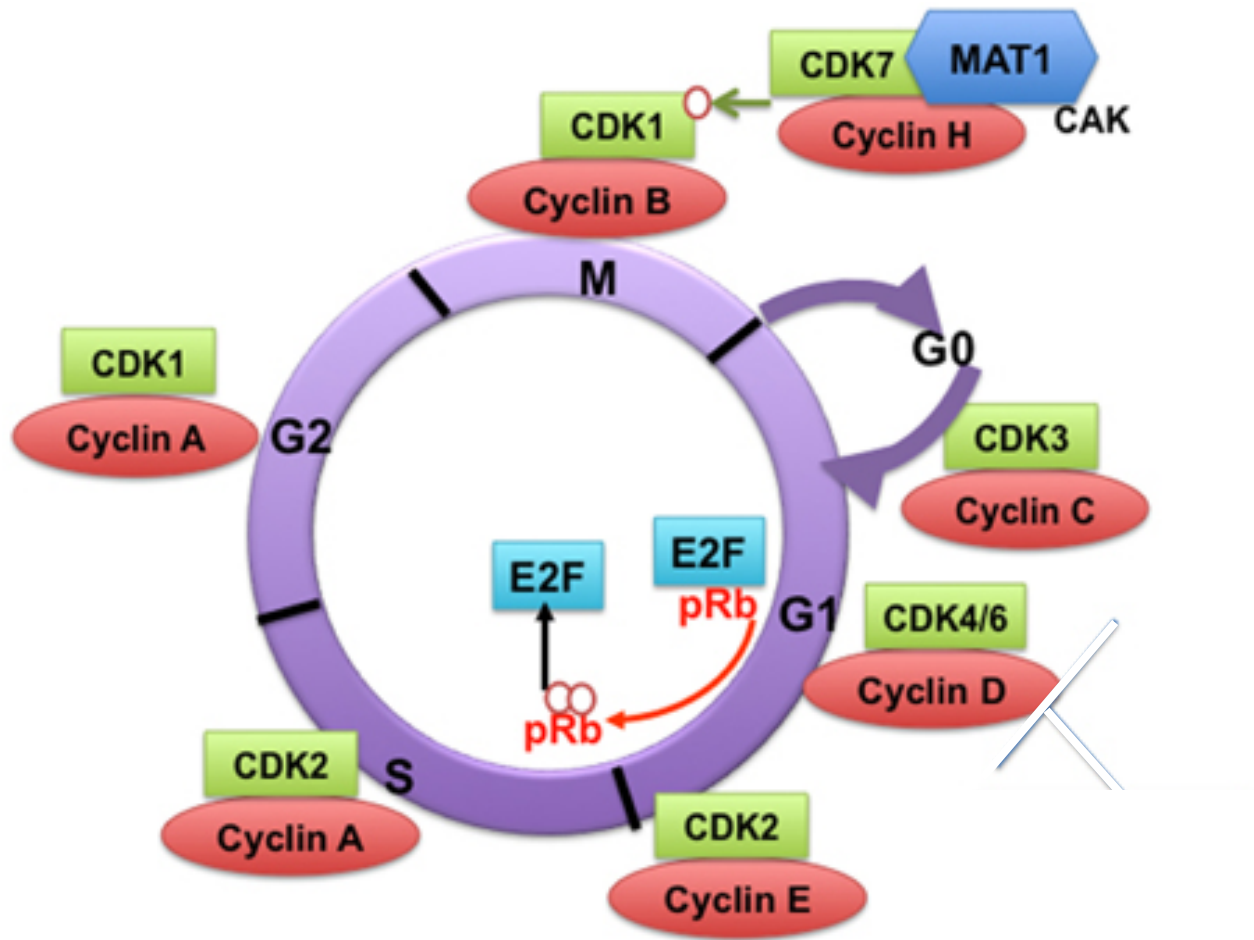 CDK7
MAT1
CAK
Cyclin H
CDK1
Cyclin B
M
G0
CDK1
Cyclin A
G2
CDK3
Cyclin C
E2F
E2F
pRb
G1
CDK4/6
Cyclin D
pRb
CDK2
Cyclin A
S
CDK2
Cyclin E